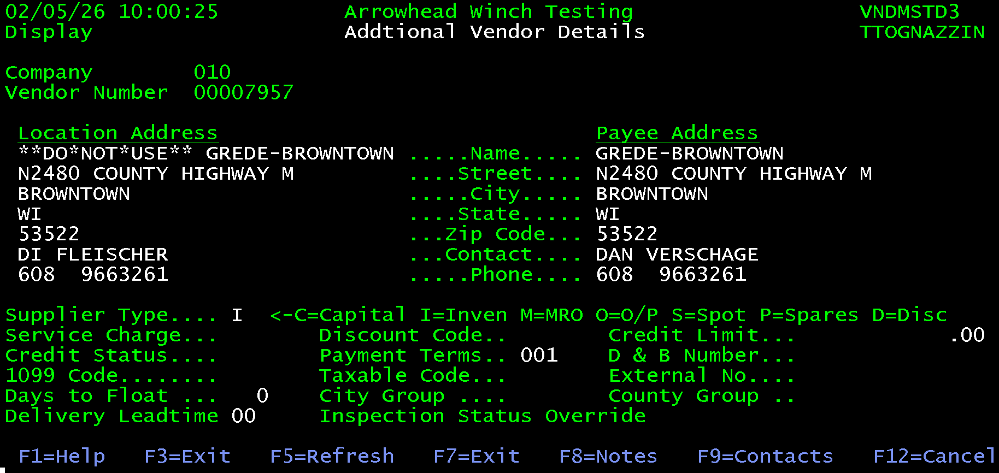 02/05/26 10:00:25 Arrowhead Winch Testing VNDMSTD3
Display Addtional Vendor Details TTOGNAZZIN
Company 010
Vendor Number 00007957
Location Address Payee Address
**DO*NOT*USE** GREDE-BROWNTOWN .....Name..... GREDE-BROWNTOWN
N2480 COUNTY HIGHWAY M ....Street.... N2480 COUNTY HIGHWAY M
BROWNTOWN .....City..... BROWNTOWN
WI ....State..... WI
53522 ...Zip Code... 53522
DI FLEISCHER ...Contact.... DAN VERSCHAGE
608 9663261 .....Phone.... 608 9663261
Supplier Type.... I <-C=Capital I=Inven M=MRO O=O/P S=Spot P=Spares D=Disc
Service Charge... Discount Code.. Credit Limit... .00
Credit Status.... Payment Terms.. 001 D & B Number...
1099 Code........ Taxable Code... External No....
Days to Float ... 0 City Group .... County Group ..
Delivery Leadtime 00 Inspection Status Override
F1=Help F3=Exit F5=Refresh F7=Exit F8=Notes F9=Contacts F12=Cancel